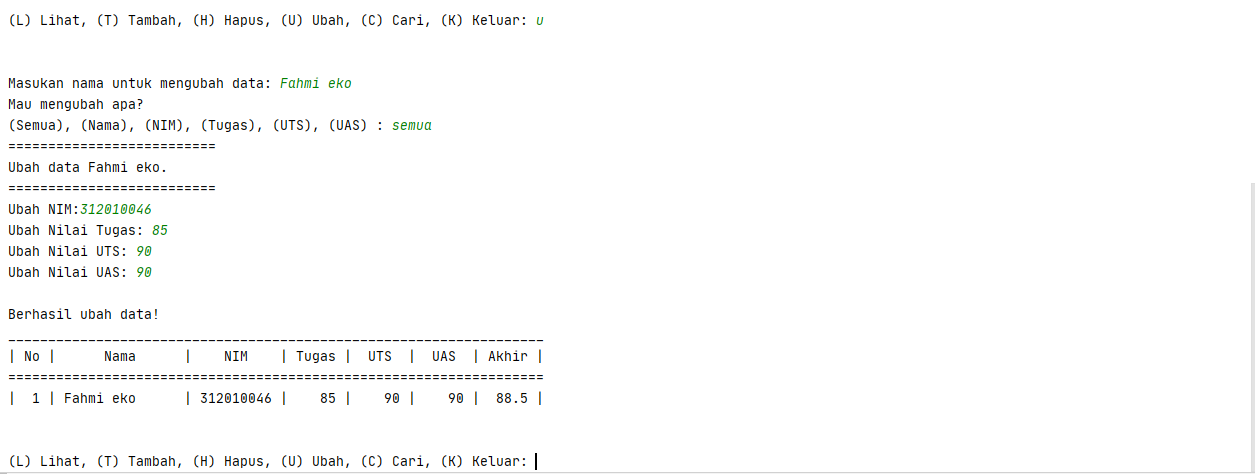 (L) Lihat, (T) Tambah, (H) Hapus, (U) Ubah, (C) Cari, (K) Keluar: u
Masukan nama untuk mengubah data: Fahmi eko
Mau mengubah apa?
(Semua), (Nama), (NIM), (Tugas), (UTS), (UAS) : semua
==========================
Ubah data Fahmi eko.
==========================
Ubah NIM:312010046
Ubah Nilai Tugas: 85
Ubah Nilai UTS: 90
Ubah Nilai UAS: 90
Berhasil ubah data!
___________________________________________________________________
| No |      Nama      |    NIM    | Tugas |  UTS  |  UAS  | Akhir |
===================================================================
|  1 | Fahmi eko      | 312010046 |    85 |    90 |    90 |  88.5 |
(L) Lihat, (T) Tambah, (H) Hapus, (U) Ubah, (C) Cari, (K) Keluar: